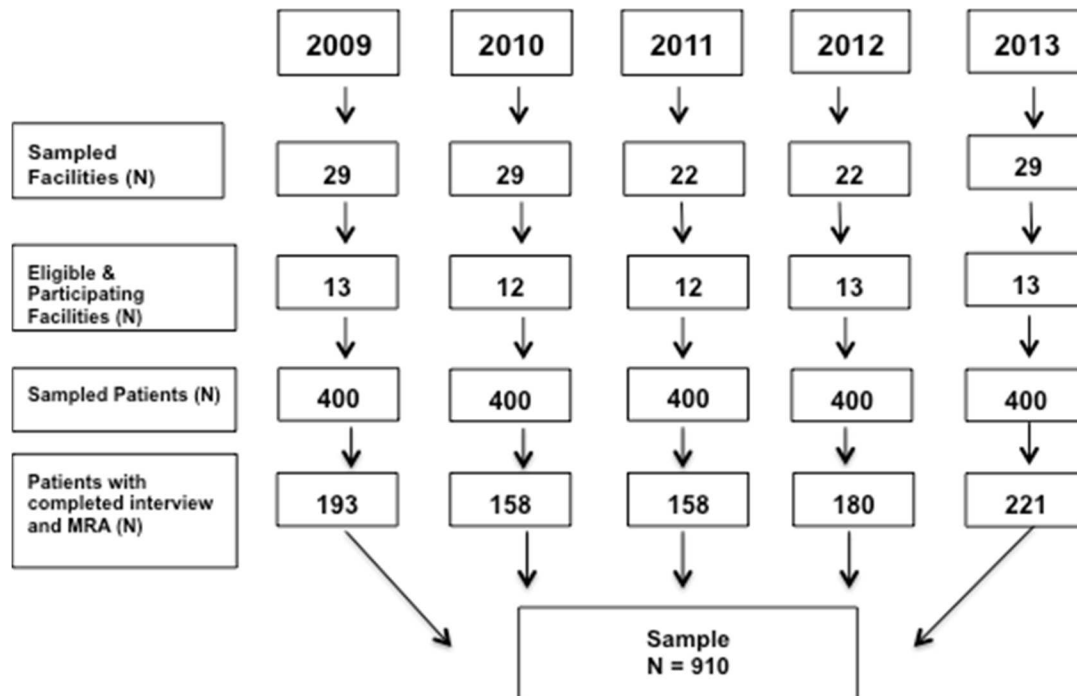 2009 2010 2011 2012 2013
Sampled
Facilities (N)
29 29 22 22 29
Eligible &
Participating
Facilities (N)
13 12 12 13 13
Sampled Patients (N)
400 400 400 400 400
Patients with
completed interview
and MRA (N)
193 158 158 180 221
Sample
N = 910